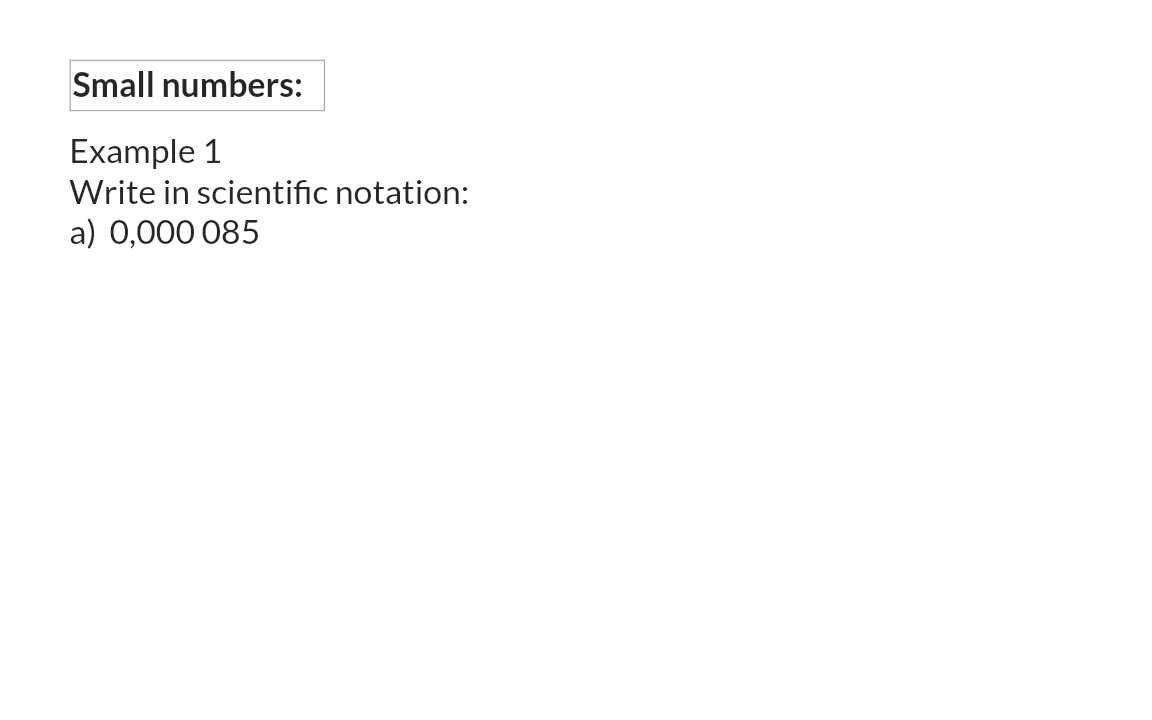 Small numbers:
Example 1
Write in scientific notation:
a) 0,000 085